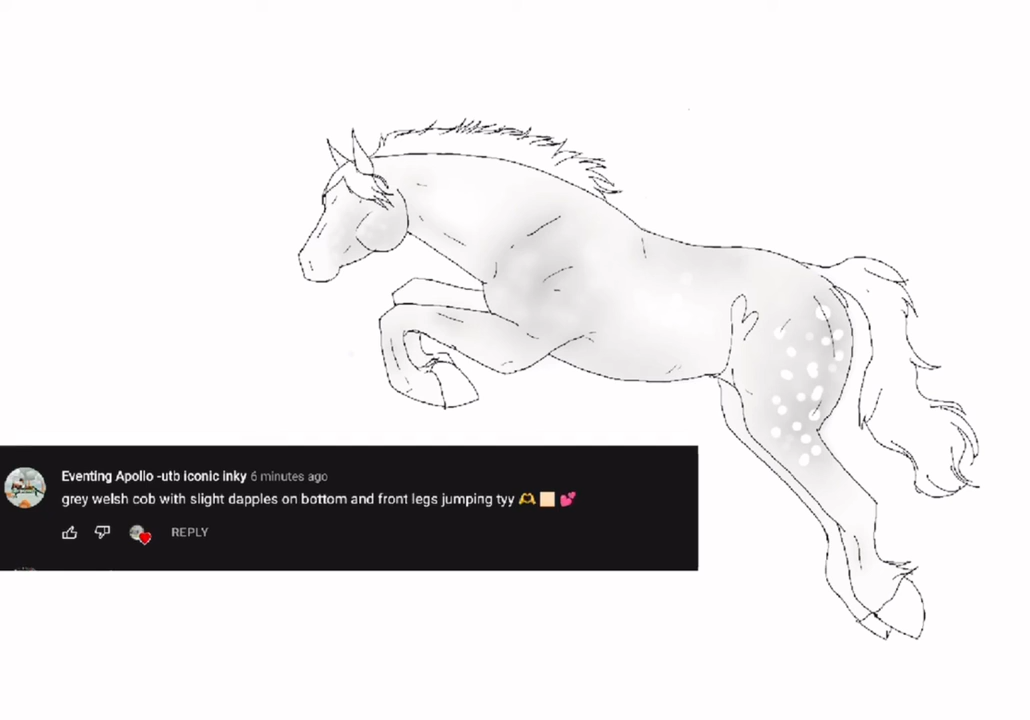 Eventing Apollo -utb iconic inky 6 minutes ago
grey welsh cob with slight dapples on bottom and front legs jumping tyy 🫶🏻 💕
REPLY